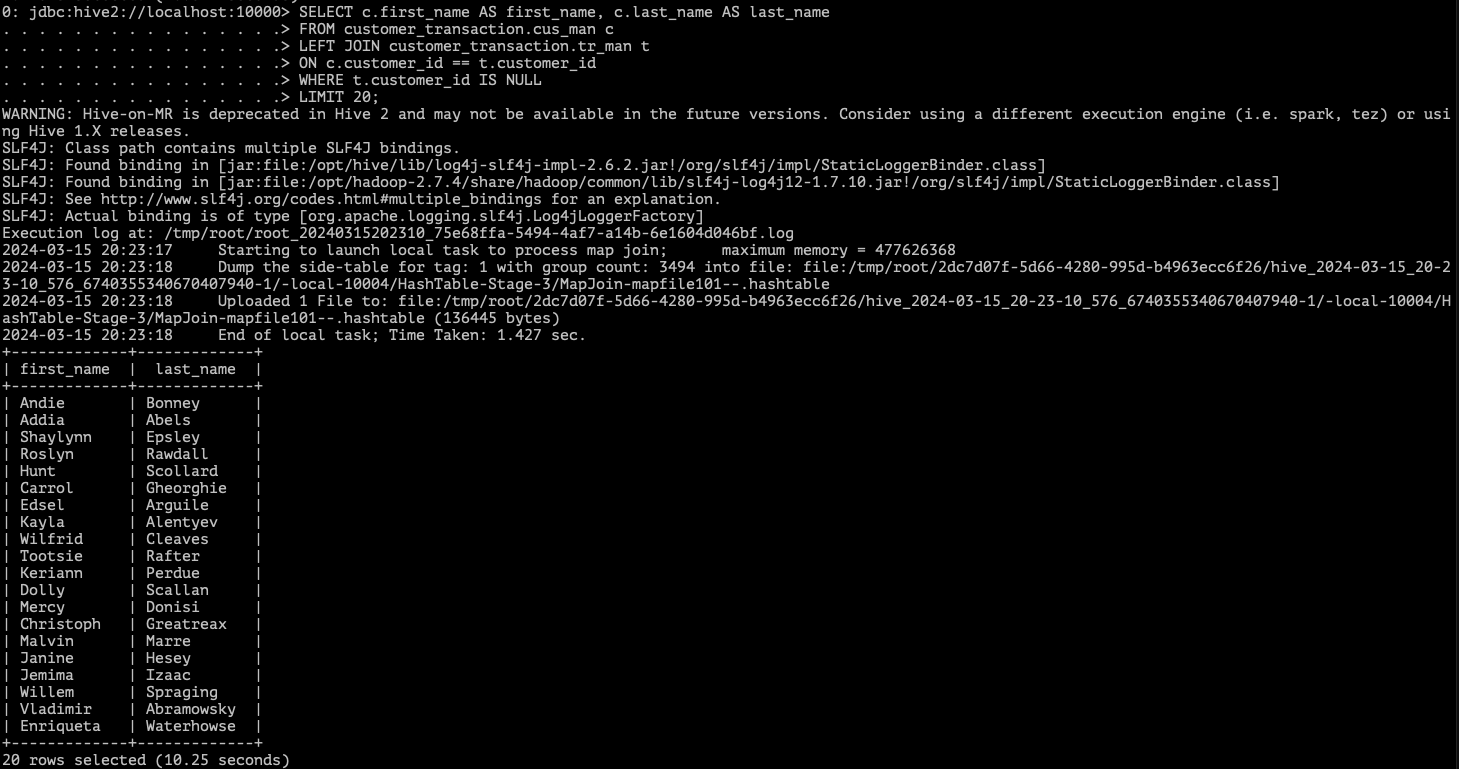 0: jdbc:hive2://localhost:10000> SELECT c.first_name AS first_name, c.last_name AS last_name
. . . . . . . . . . . . . . . .> FROM customer_transaction.cus_man c
. . . . . . . . . . . . . . . .> LEFT JOIN customer_transaction.tr_man t
. . . . . . . . . . . . . . . .> ON c.customer_id == t.customer_id
. . . . . . . . . . . . . . . .> WHERE t.customer_id IS NULL
. . . . . . . . . . . . . . . .> LIMIT 20;
WARNING: Hive-on-MR is deprecated in Hive 2 and may not be available in the future versions. Consider using a different execution engine (i.e. spark, tez) or usi
ng Hive 1.X releases.
SLF4J: Class path contains multiple SLF4J bindings.
SLF4J: Found binding in [jar:file:/opt/hive/lib/log4j-slf4j-impl-2.6.2.jar!/org/slf4j/impl/StaticLoggerBinder.class]
SLF4J: Found binding in [jar:file:/opt/hadoop-2.7.4/share/hadoop/common/lib/slf4j-log4j12-1.7.10.jar!/org/slf4j/impl/StaticLoggerBinder.class]
SLF4J: See http://www.slf4j.org/codes.html#multiple_bindings for an explanation.
SLF4J: Actual binding is of type [org.apache.logging.slf4j.Log4jLoggerFactory]
Execution log at: /tmp/root/root_20240315202310_75e68ffa-5494-4af7-a14b-6e1604d046bf.log
2024-03-15 20:23:17     Starting to launch local task to process map join;      maximum memory = 477626368
2024-03-15 20:23:18     Dump the side-table for tag: 1 with group count: 3494 into file: file:/tmp/root/2dc7d07f-5d66-4280-995d-b4963ecc6f26/hive_2024-03-15_20-2
3-10_576_6740355340670407940-1/-local-10004/HashTable-Stage-3/MapJoin-mapfile101--.hashtable
2024-03-15 20:23:18     Uploaded 1 File to: file:/tmp/root/2dc7d07f-5d66-4280-995d-b4963ecc6f26/hive_2024-03-15_20-23-10_576_6740355340670407940-1/-local-10004/H
ashTable-Stage-3/MapJoin-mapfile101--.hashtable (136445 bytes)
2024-03-15 20:23:18     End of local task; Time Taken: 1.427 sec.
+-------------+-------------+
| first_name  |  last_name  |
+-------------+-------------+
| Andie       | Bonney      |
| Addia       | Abels       |
| Shaylynn    | Epsley      |
| Roslyn      | Rawdall     |
| Hunt        | Scollard    |
| Carrol      | Gheorghie   |
| Edsel       | Arguile     |
| Kayla       | Alentyev    |
| Wilfrid     | Cleaves     |
| Tootsie     | Rafter      |
| Keriann     | Perdue      |
| Dolly       | Scallan     |
| Mercy       | Donisi      |
| Christoph   | Greatreax   |
| Malvin      | Marre       |
| Janine      | Hesey       |
| Jemima      | Izaac       |
| Willem      | Spraging    |
| Vladimir    | Abramowsky  |
| Enriqueta   | Waterhowse  |
+-------------+-------------+
20 rows selected (10.25 seconds)